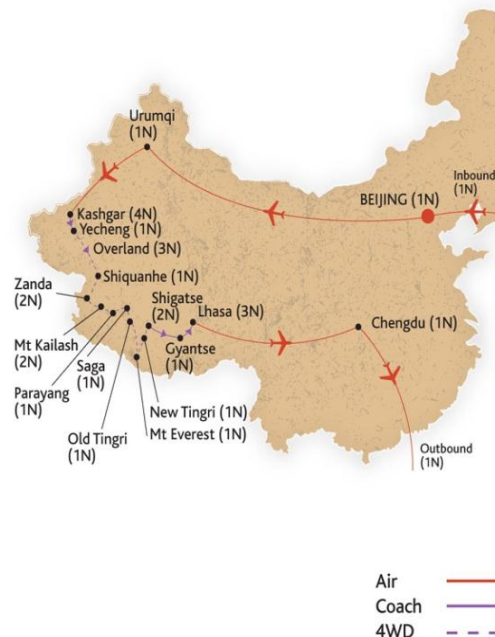 Urumqi
(1N)
Inbound
(1N)
BEIJING (1N)
Kashgar (4N)
Yecheng (1N)
Overland (3N)
Shiquanhe (1N)
Zanda
(2N)
Shigatse
(2N)
Lhasa (3N)
Chengdu (1N)
Mt Kailash
(2N)
Gyantse
(1N)
Saga
(1N)
Parayang
(1N)
New Tingri (1N)
Mt Everest (1N)
Old Tingri
(1N)
Outbound
(1N)
Air
Coach
4WD